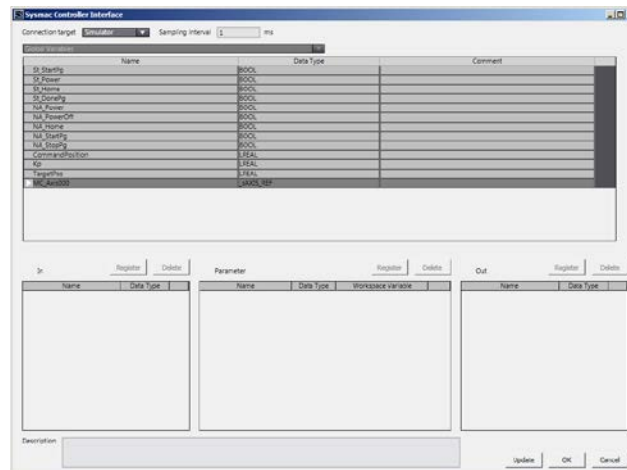 Sysmac Controller Interface
Connection target Simulator Sampling interval 1 ms
Global Variables
Name Data Type Comment
St_StartPg BOOL
St_Power BOOL
St_Home BOOL
St_DonePg BOOL
NA_Power BOOL
NA_PowerOff BOOL
NA_Home BOOL
NA_StartPg BOOL
NA_StopPg BOOL
CommandPosition LREAL
Kp LREAL
TargetPos LREAL
MC_Axis000 _sAXIS_REF
In Register Delete Parameter Register Delete Out Register Delete
Name Data Type Name Data Type Workspace Variable Name Data Type
Description
Update OK Cancel